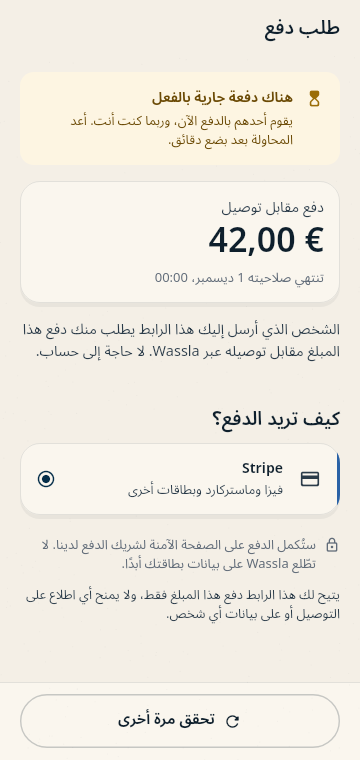 طلب دفع
هناك دفعة جارية بالفعل
يقوم أحدهم بالدفع الآن، وربما كنت أنت. أعد
المحاولة بعد بضع دقائق.
دفع مقابل توصيل
42,00 €
تنتهي صلاحيته 1 ديسمبر، 00:00
الشخص الذي أرسل إليك هذا الرابط يطلب منك دفع هذا
المبلغ مقابل توصيله عبر Wassla. لا حاجة إلى حساب.
كيف تريد الدفع؟
Stripe
فيزا وماستركارد وبطاقات أخرى
ستُكمل الدفع على الصفحة الآمنة لشريك الدفع لدينا. لا
تطّلع Wassla على بيانات بطاقتك أبدًا.
يتيح لك هذا الرابط دفع هذا المبلغ فقط، ولا يمنح أي اطلاع على
التوصيل أو على بيانات أي شخص.
تحقق مرة أخرى